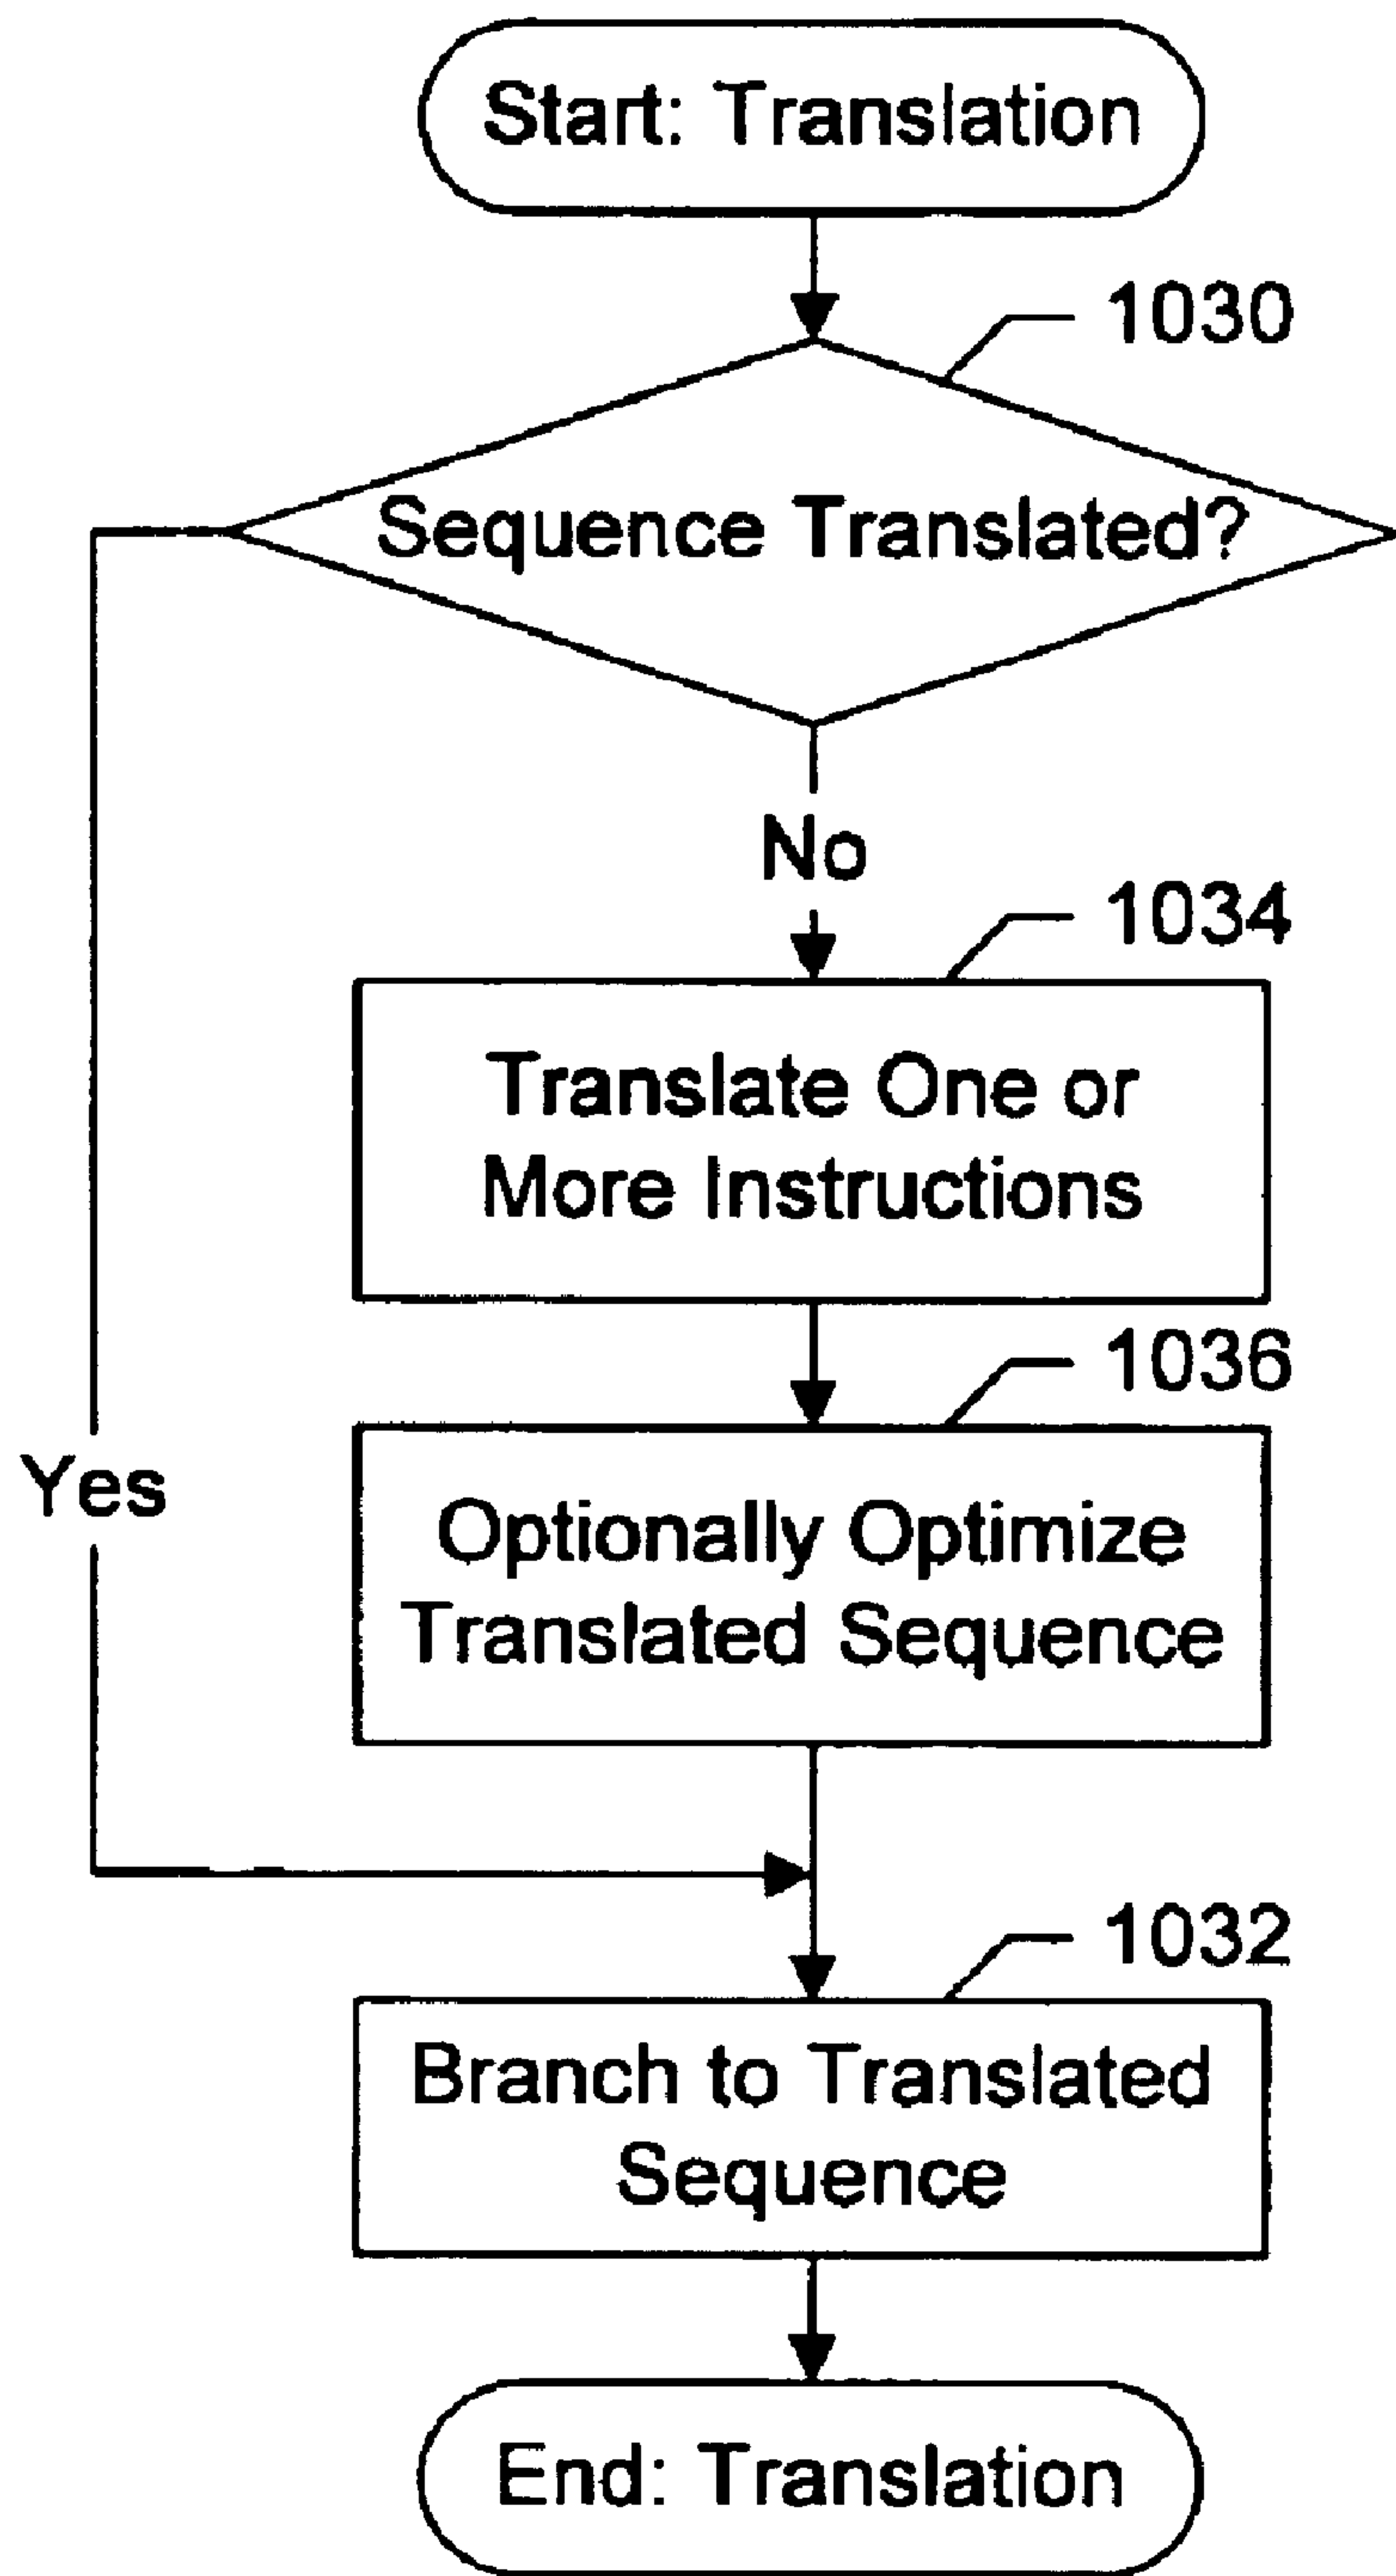 Start: Translation
1030
Sequence Translated?
No
1034
Translate One or
More Instructions
1036
Yes
Optionally Optimize
Translated Sequence
1032
Branch to Translated
Sequence
End: Translation